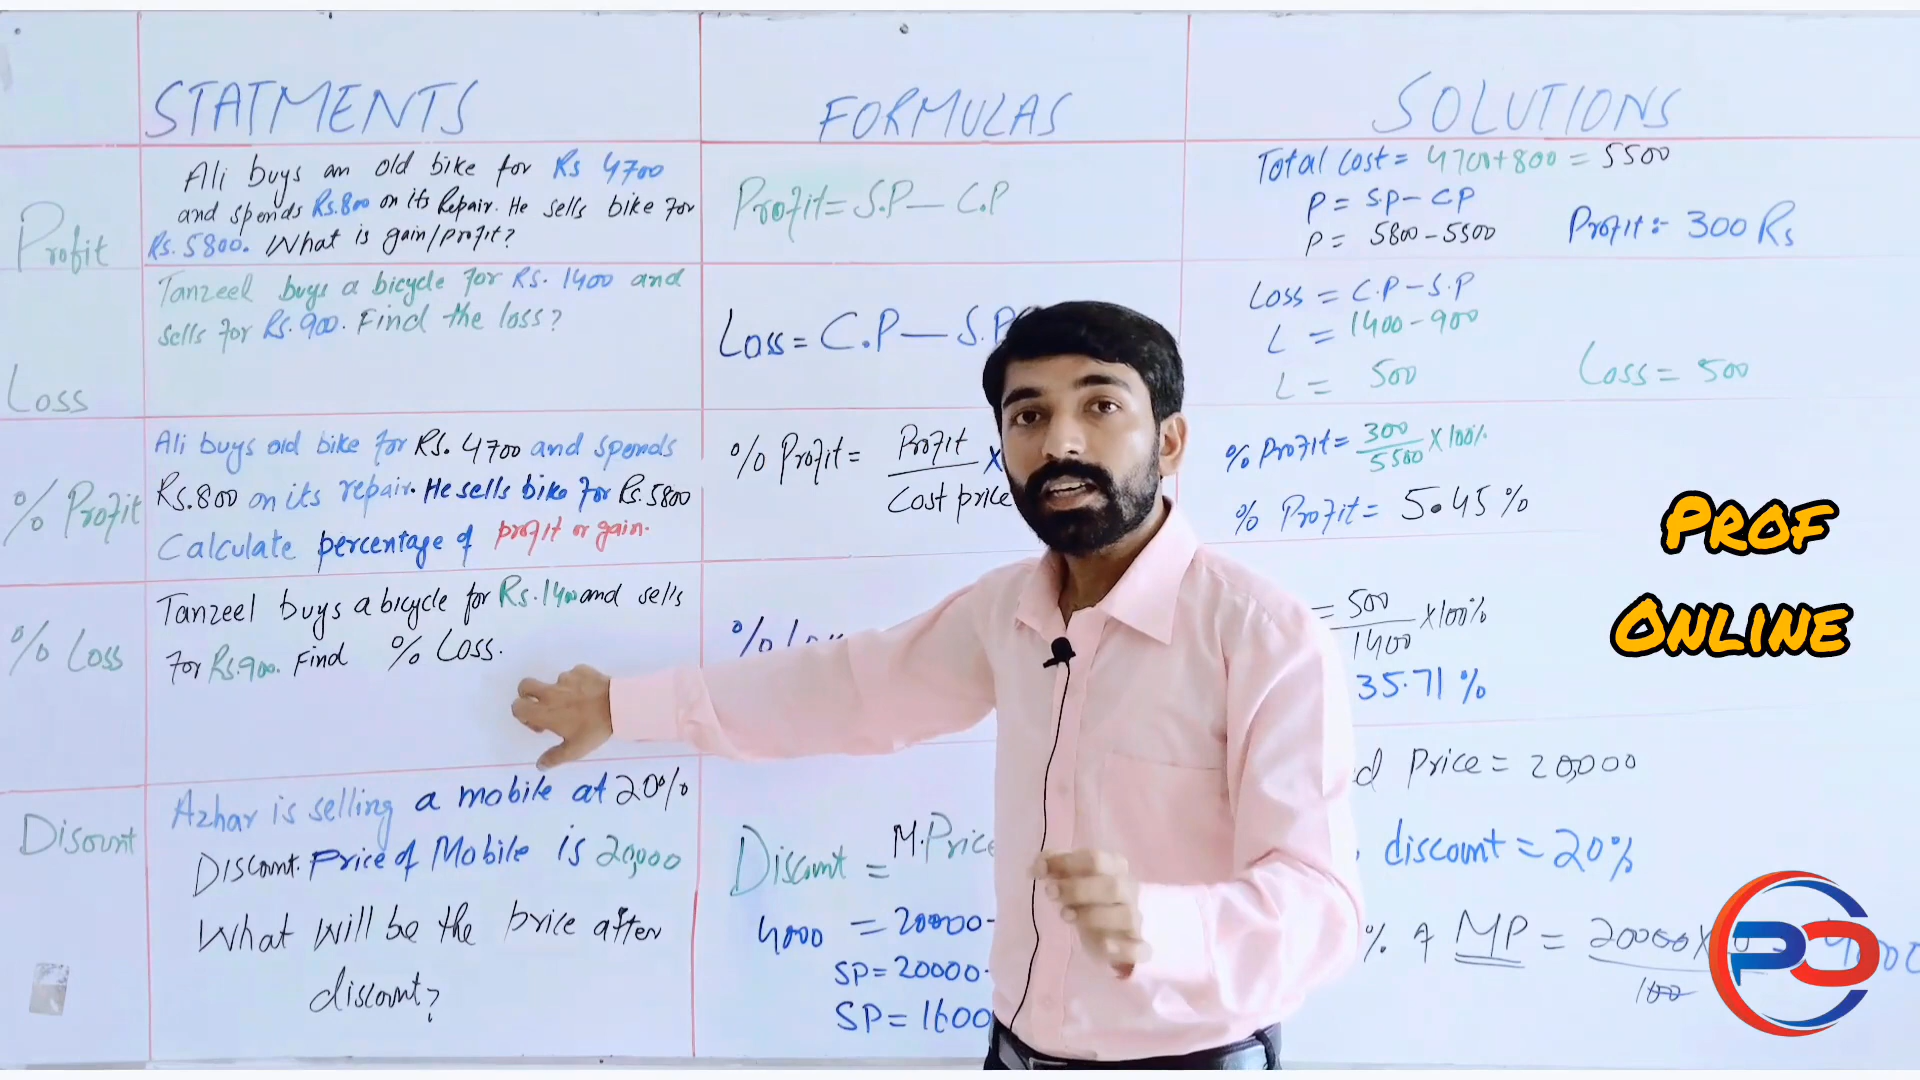 STATMENTS
FORMULAS
SOLUTIONS
Profit
Ali buys an old bike for Rs 4700
and spends Rs.800 on its Repair. He sells bike for
Rs.5800. What is gain/profit?
Profit = S.P — C.P
Total cost = 4700+800 = 5500
P = S.P – C.P
P = 5800 – 5500
Profit:- 300 Rs
Loss
Tanzeel buys a bicycle for Rs. 1400 and
sells for Rs.900. Find the loss?
Loss = C.P — S.P
Loss = C.P – S.P
L = 1400 – 900
L = 500
Loss = 500
% Profit
Ali buys old bike for Rs. 4700 and spends
Rs.800 on its repair. He sells bike for Rs.5800
Calculate percentage of profit or gain.
% Profit = Profit X
Cost price
% Profit = 300 X 100%
5500
% Profit = 5.45 %
% Loss
Tanzeel buys a bicycle for Rs.1400 and sells
for Rs.900. Find % Loss.
% Loss
= 500 X100%
1400
35.71 %
Disount
Azhar is selling a mobile at 20%
Discount. Price of Mobile is 20,000
What will be the price after
discount?
Discount = M.Price
4000 = 20000-
SP = 20000-
SP = 1600
d Price = 20,000
discount = 20%
% of MP = 20000 X
100
PROF
ONLINE
PO